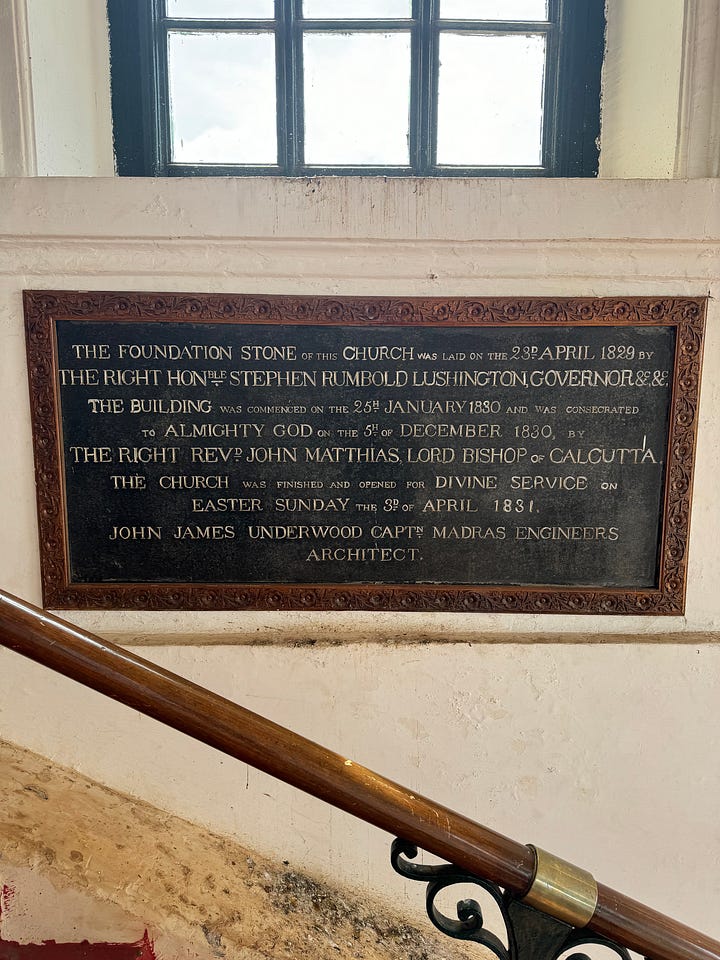 THE FOUNDATION STONE OF THIS CHURCH WAS LAID ON THE 23D. APRIL 1829 BY
THE RIGHT HONBLE STEPHEN RUMBOLD LUSHINGTON, GOVERNOR &c. &c.
THE BUILDING WAS COMMENCED ON THE 25TH JANUARY 1830 AND WAS CONSECRATED
TO ALMIGHTY GOD ON THE 5TH OF DECEMBER 1830, BY
THE RIGHT REVD JOHN MATTHIAS, LORD BISHOP OF CALCUTTA.
THE CHURCH WAS FINISHED AND OPENED FOR DIVINE SERVICE ON
EASTER SUNDAY THE 3D OF APRIL 1831.
JOHN JAMES UNDERWOOD CAPTN MADRAS ENGINEERS
ARCHITECT.